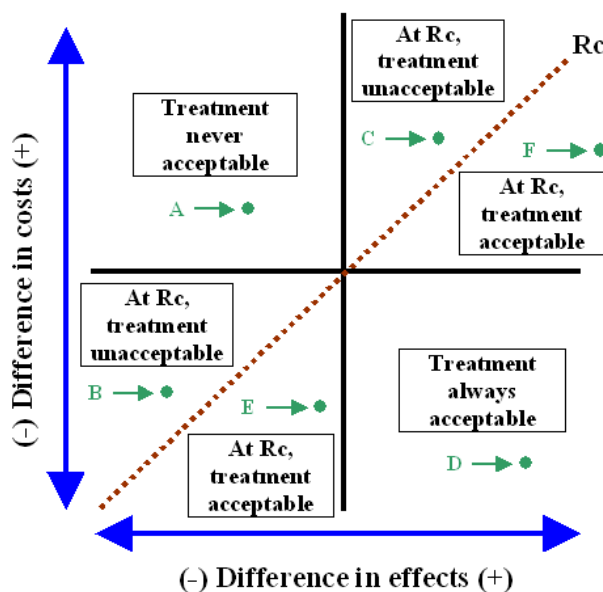 At Rc,
treatment
unacceptable
Rc
Treatment
never
acceptable
C
F
At Rc,
treatment
acceptable
A
At Rc,
treatment
unacceptable
Treatment
always
acceptable
B
E
At Rc,
treatment
acceptable
D
(-) Difference in costs (+)
(-) Difference in effects (+)